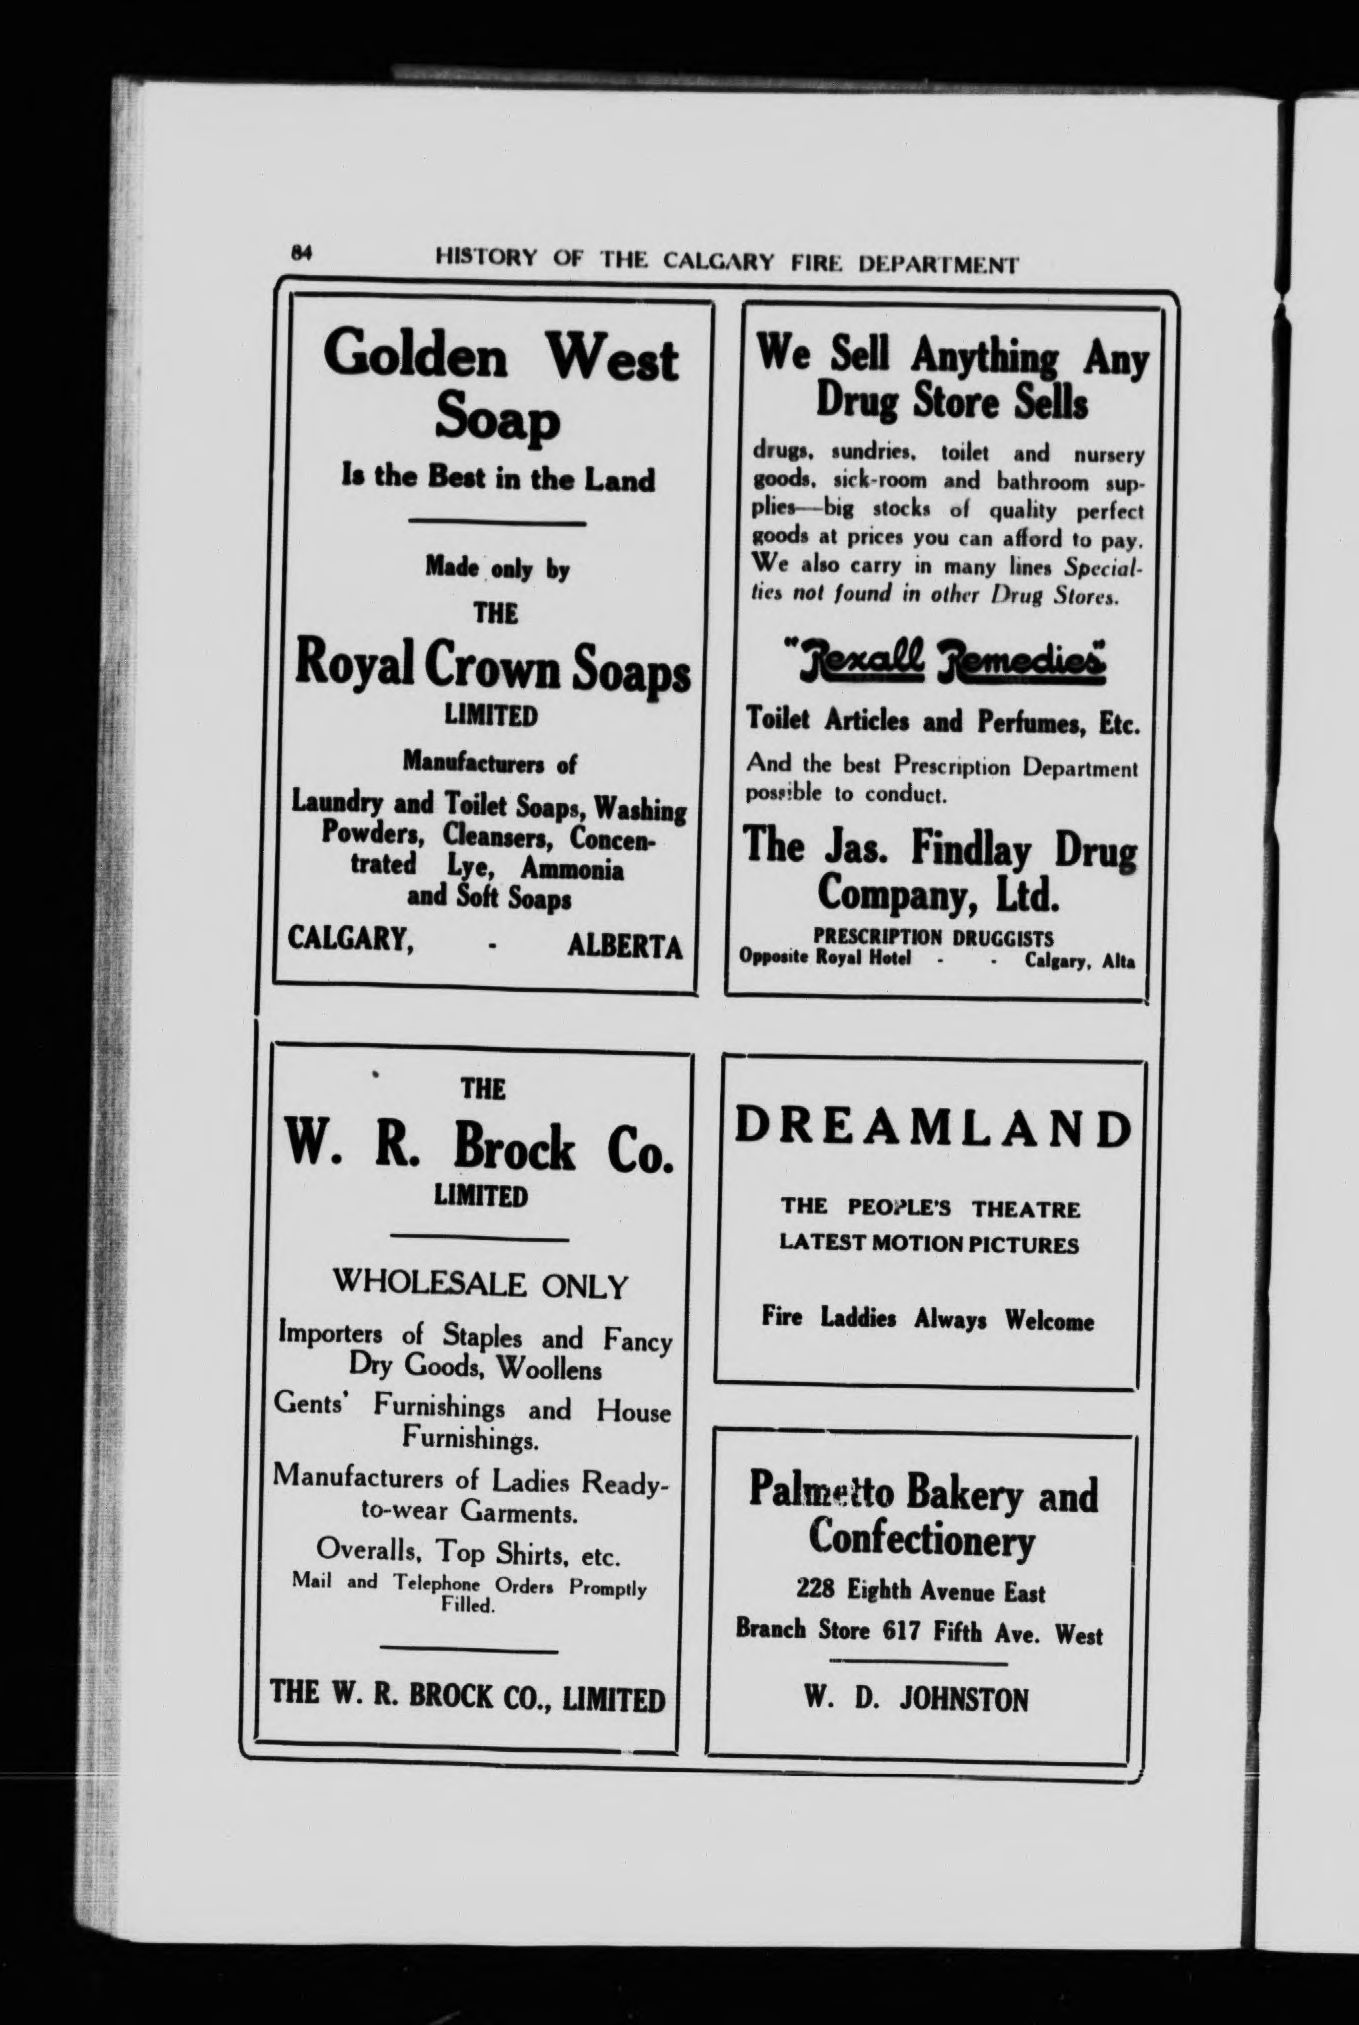 84 HISTORY OF THE CALGARY FIRE DEPARTMENT
Golden West
Soap
Is the Best in the Land
Made only by
THE
Royal Crown Soaps
LIMITED
Manufacturers of
Laundry and Toilet Soaps, Washing
Powders, Cleansers, Concen-
trated Lye, Ammonia
and Soft Soaps
CALGARY, - ALBERTA
We Sell Anything Any
Drug Store Sells
drugs, sundries, toilet and nursery
goods, sick-room and bathroom sup-
plies—big stocks of quality perfect
goods at prices you can afford to pay.
We also carry in many lines Special-
ties not found in other Drug Stores.
"Rexall Remedies"
Toilet Articles and Perfumes, Etc.
And the best Prescription Department
possible to conduct.
The Jas. Findlay Drug
Company, Ltd.
PRESCRIPTION DRUGGISTS
Opposite Royal Hotel - - Calgary, Alta
THE
W. R. Brock Co.
LIMITED
WHOLESALE ONLY
Importers of Staples and Fancy
Dry Goods, Woollens
Gents' Furnishings and House
Furnishings.
Manufacturers of Ladies Ready-
to-wear Garments.
Overalls, Top Shirts, etc.
Mail and Telephone Orders Promptly
Filled.
THE W. R. BROCK CO., LIMITED
DREAMLAND
THE PEOPLE'S THEATRE
LATEST MOTION PICTURES
Fire Laddies Always Welcome
Palmetto Bakery and
Confectionery
228 Eighth Avenue East
Branch Store 617 Fifth Ave. West
W. D. JOHNSTON